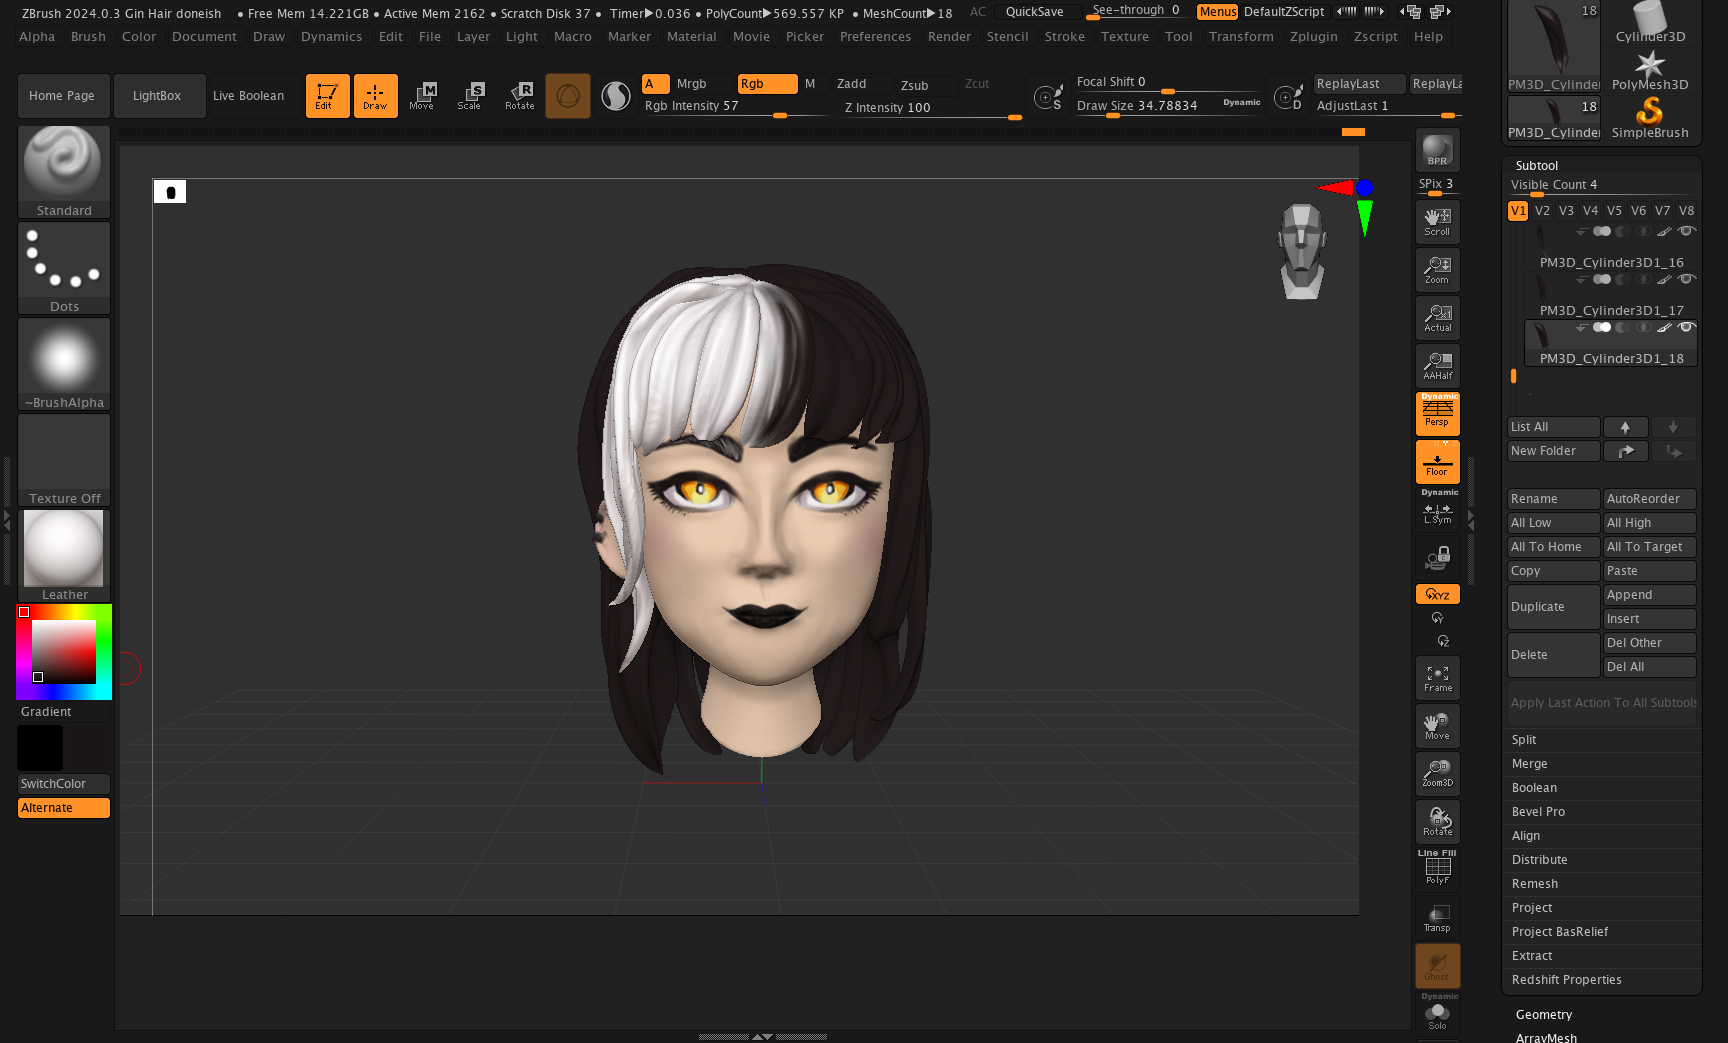 ZBrush 2024.0.3 Gin Hair doneish • Free Mem 14.221GB • Active Mem 2162 • Scratch Disk 37 • Timer▶0.036 • PolyCount▶569.557 KP • MeshCount▶18 AC QuickSave See-through 0 Menus DefaultZScript
Alpha Brush Color Document Draw Dynamics Edit File Layer Light Macro Marker Material Movie Picker Preferences Render Stencil Stroke Texture Tool Transform Zplugin Zscript Help
Home Page
LightBox
Live Boolean
Edit
Draw
Move
Scale
Rotate
A
Mrgb
Rgb
M
Zadd
Zsub
Zcut
Rgb Intensity 57
Z Intensity 100
S
Focal Shift 0
Draw Size 34.78834
Dynamic
D
ReplayLast
ReplayLa
AdjustLast 1
Standard
Dots
~BrushAlpha
Texture Off
Leather
Gradient
SwitchColor
Alternate
BPR
SPix 3
Scroll
Zoom
Actual
AAHalf
Dynamic
Persp
Floor
Dynamic
L.Sym
XYZ
Y
Z
Frame
Move
Zoom3D
Rotate
Line Fill
PolyF
Transp
Ghost
Dynamic
Solo
18
PM3D_Cylinder
Cylinder3D
PolyMesh3D
18
PM3D_Cylinder
SimpleBrush
Subtool
Visible Count 4
V1 V2 V3 V4 V5 V6 V7 V8
PM3D_Cylinder3D1_16
PM3D_Cylinder3D1_17
PM3D_Cylinder3D1_18
List All
New Folder
Rename
AutoReorder
All Low
All High
All To Home
All To Target
Copy
Paste
Duplicate
Append
Insert
Delete
Del Other
Del All
Apply Last Action To All Subtools
Split
Merge
Boolean
Bevel Pro
Align
Distribute
Remesh
Project
Project BasRelief
Extract
Redshift Properties
Geometry
ArrayMesh